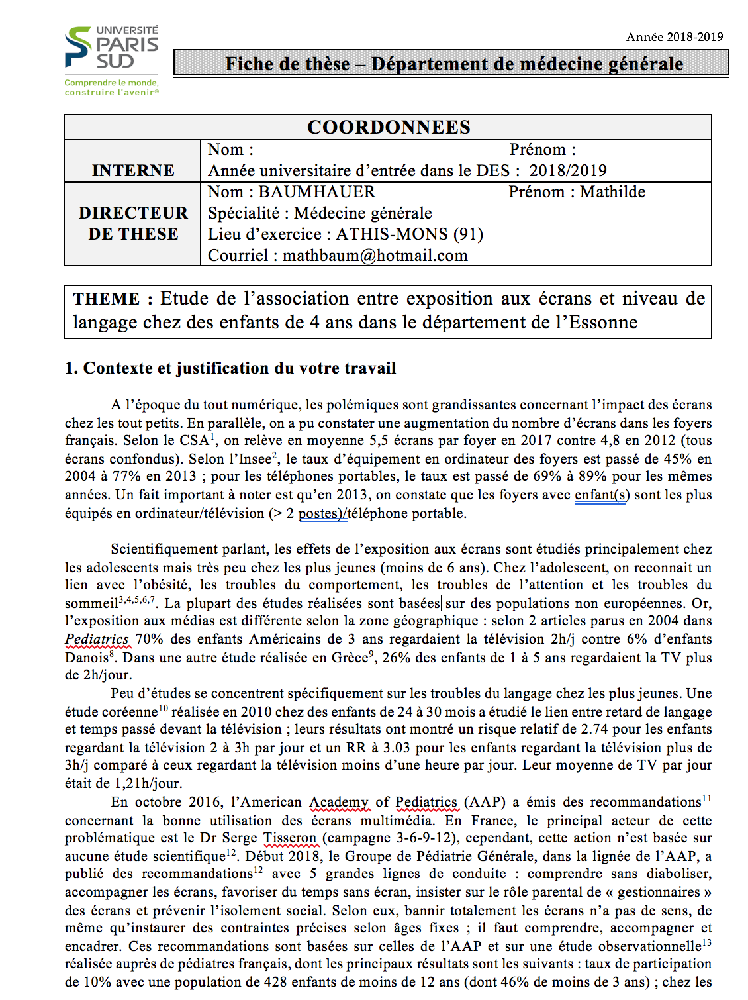 UNIVERSITÉ
PARIS
SUD
Comprendre le monde,
construire l'avenir®
Année 2018-2019
Fiche de thèse – Département de médecine générale
COORDONNEES
INTERNE
Nom : Prénom :
Année universitaire d'entrée dans le DES : 2018/2019
DIRECTEUR
DE THESE
Nom : BAUMHAUER Prénom : Mathilde
Spécialité : Médecine générale
Lieu d'exercice : ATHIS-MONS (91)
Courriel : mathbaum@hotmail.com
THEME : Etude de l'association entre exposition aux écrans et niveau de
langage chez des enfants de 4 ans dans le département de l'Essonne
1. Contexte et justification du votre travail
A l'époque du tout numérique, les polémiques sont grandissantes concernant l'impact des écrans
chez les tout petits. En parallèle, on a pu constater une augmentation du nombre d'écrans dans les foyers
français. Selon le CSA¹, on relève en moyenne 5,5 écrans par foyer en 2017 contre 4,8 en 2012 (tous
écrans confondus). Selon l'Insee², le taux d'équipement en ordinateur des foyers est passé de 45% en
2004 à 77% en 2013 ; pour les téléphones portables, le taux est passé de 69% à 89% pour les mêmes
années. Un fait important à noter est qu'en 2013, on constate que les foyers avec enfant(s) sont les plus
équipés en ordinateur/télévision (> 2 postes)/téléphone portable.
Scientifiquement parlant, les effets de l'exposition aux écrans sont étudiés principalement chez
les adolescents mais très peu chez les plus jeunes (moins de 6 ans). Chez l'adolescent, on reconnait un
lien avec l'obésité, les troubles du comportement, les troubles de l'attention et les troubles du
sommeil³,⁴,⁵,⁶,⁷. La plupart des études réalisées sont basées sur des populations non européennes. Or,
l'exposition aux médias est différente selon la zone géographique : selon 2 articles parus en 2004 dans
Pediatrics 70% des enfants Américains de 3 ans regardaient la télévision 2h/j contre 6% d'enfants
Danois⁸. Dans une autre étude réalisée en Grèce⁹, 26% des enfants de 1 à 5 ans regardaient la TV plus
de 2h/jour.
Peu d'études se concentrent spécifiquement sur les troubles du langage chez les plus jeunes. Une
étude coréenne¹⁰ réalisée en 2010 chez des enfants de 24 à 30 mois a étudié le lien entre retard de langage
et temps passé devant la télévision ; leurs résultats ont montré un risque relatif de 2.74 pour les enfants
regardant la télévision 2 à 3h par jour et un RR à 3.03 pour les enfants regardant la télévision plus de
3h/j comparé à ceux regardant la télévision moins d'une heure par jour. Leur moyenne de TV par jour
était de 1,21h/jour.
En octobre 2016, l'American Academy of Pediatrics (AAP) a émis des recommandations¹¹
concernant la bonne utilisation des écrans multimédia. En France, le principal acteur de cette
problématique est le Dr Serge Tisseron (campagne 3-6-9-12), cependant, cette action n'est basée sur
aucune étude scientifique¹². Début 2018, le Groupe de Pédiatrie Générale, dans la lignée de l'AAP, a
publié des recommandations¹² avec 5 grandes lignes de conduite : comprendre sans diaboliser,
accompagner les écrans, favoriser du temps sans écran, insister sur le rôle parental de « gestionnaires »
des écrans et prévenir l'isolement social. Selon eux, bannir totalement les écrans n'a pas de sens, de
même qu'instaurer des contraintes précises selon âges fixes ; il faut comprendre, accompagner et
encadrer. Ces recommandations sont basées sur celles de l'AAP et sur une étude observationnelle¹³
réalisée auprès de pédiatres français, dont les principaux résultats sont les suivants : taux de participation
de 10% avec une population de 428 enfants de moins de 12 ans (dont 46% de moins de 3 ans) ; chez les